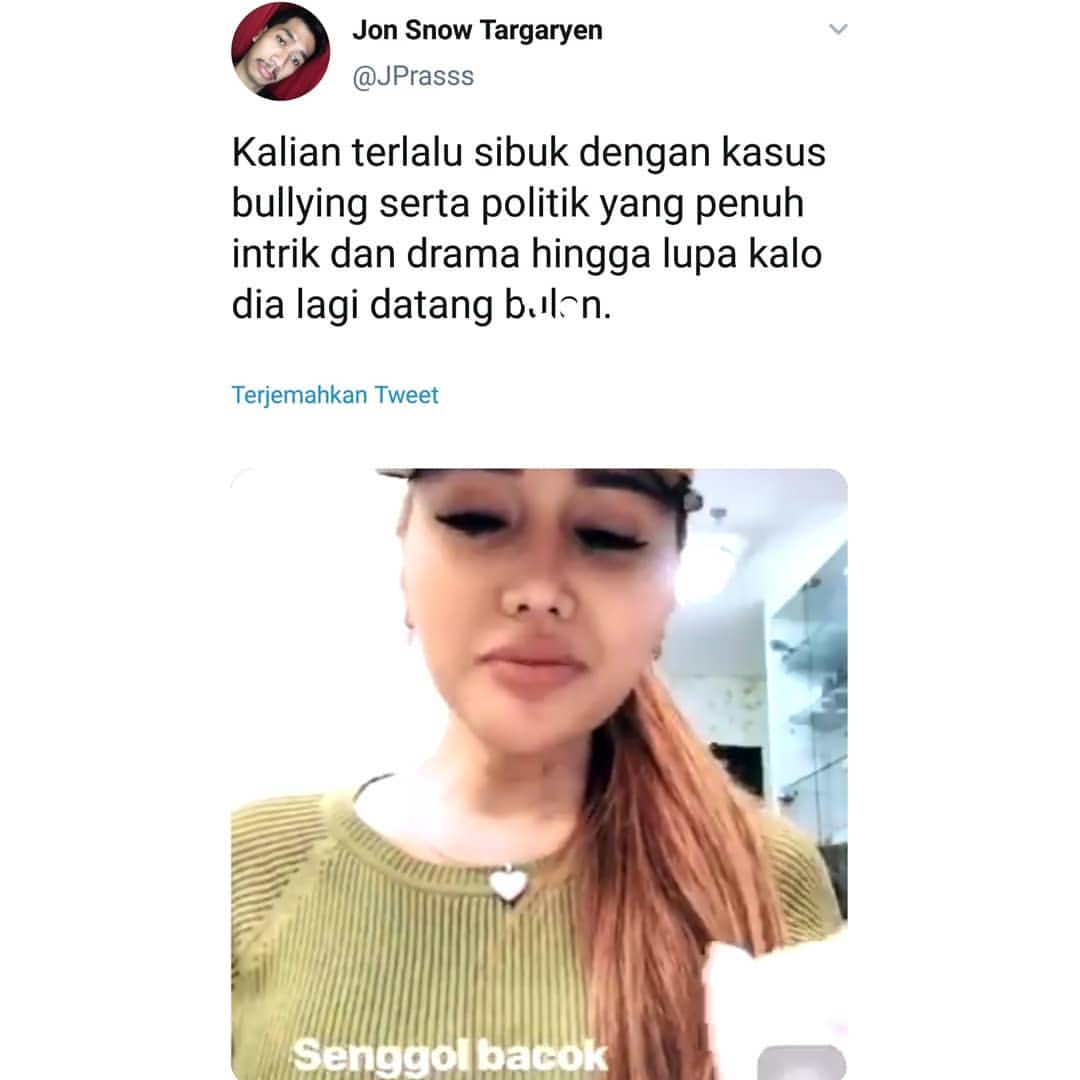 Jon Snow Targaryen
@JPrasss
Kalian terlalu sibuk dengan kasus
bullying serta politik yang penuh
intrik dan drama hingga lupa kalo
dia lagi datang bulan.
Terjemahkan Tweet
Senggol bacok